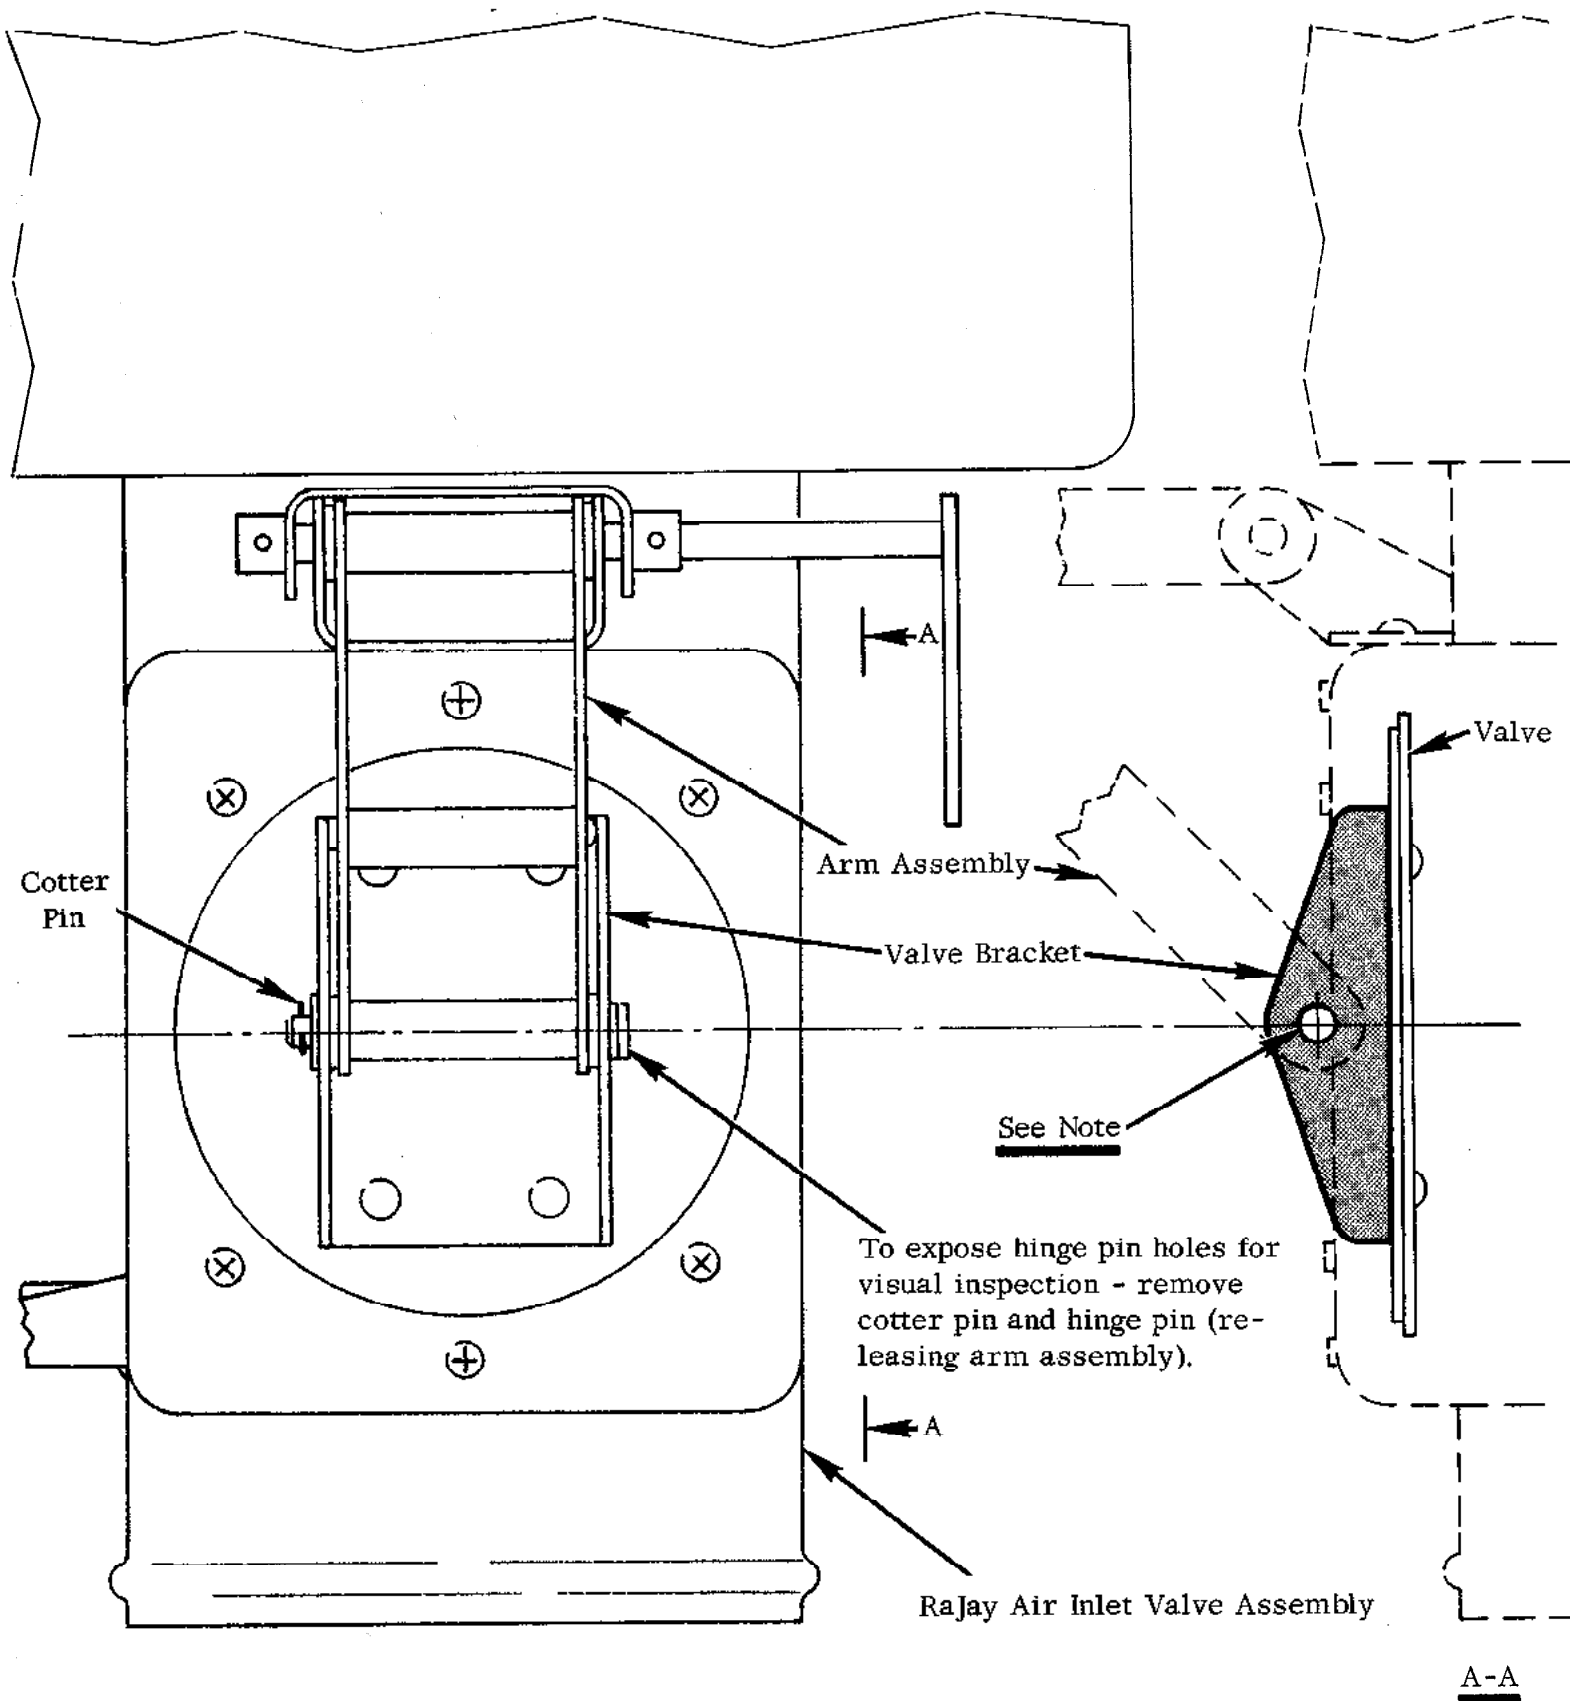 A
Valve
Arm Assembly
Cotter
Pin
Valve Bracket
See Note
To expose hinge pin holes for
visual inspection - remove
cotter pin and hinge pin (re-
leasing arm assembly).
A
RaJay Air Inlet Valve Assembly
A-A